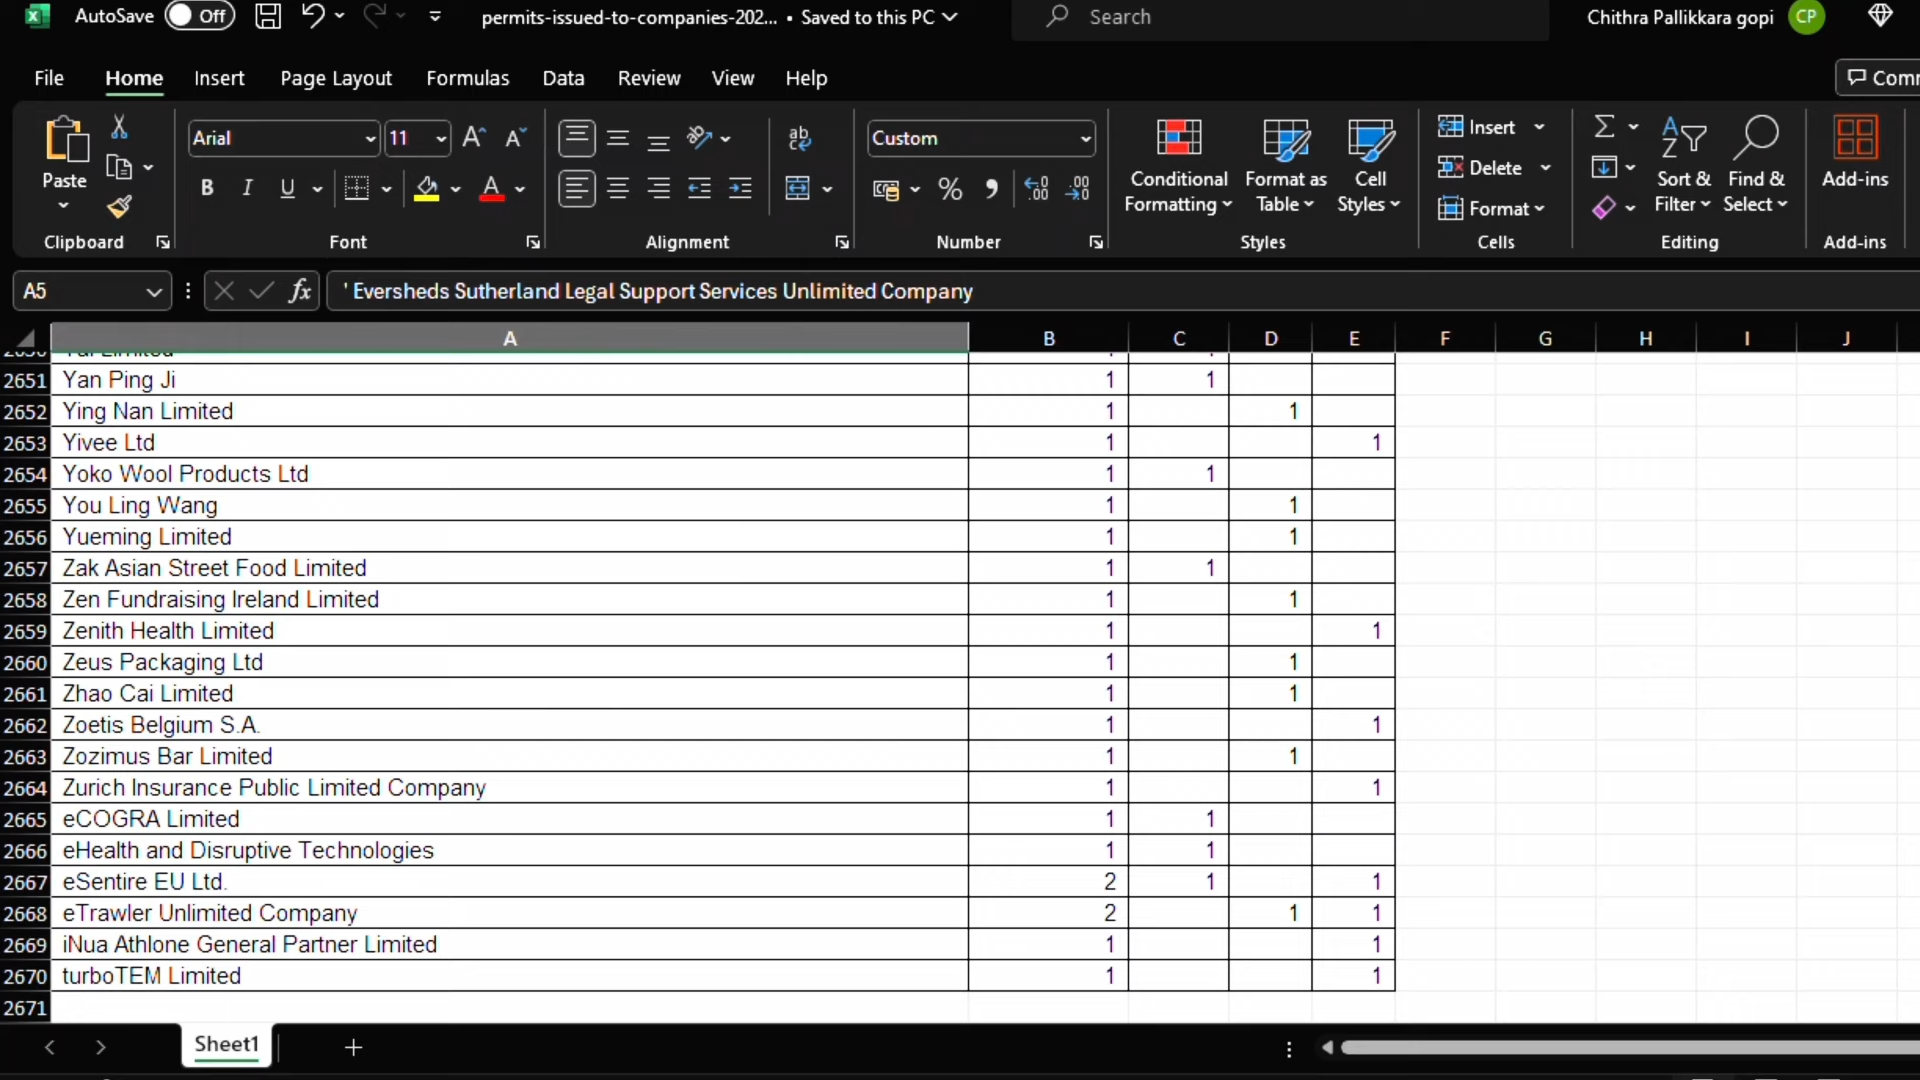 AutoSave Off permits-issued-to-companies-202... • Saved to this PC Search Chithra Pallikkara gopi CP
File Home Insert Page Layout Formulas Data Review View Help Comm
Paste Arial 11 Custom Conditional Formatting Format as Table Cell Styles Insert Delete Format Sort & Filter Find & Select Add-ins
Clipboard Font Alignment Number Styles Cells Editing Add-ins
A5 fx ' Eversheds Sutherland Legal Support Services Unlimited Company
A B C D E F G H I J
2651 Yan Ping Ji 1 1
2652 Ying Nan Limited 1 1
2653 Yivee Ltd 1 1
2654 Yoko Wool Products Ltd 1 1
2655 You Ling Wang 1 1
2656 Yueming Limited 1 1
2657 Zak Asian Street Food Limited 1 1
2658 Zen Fundraising Ireland Limited 1 1
2659 Zenith Health Limited 1 1
2660 Zeus Packaging Ltd 1 1
2661 Zhao Cai Limited 1 1
2662 Zoetis Belgium S.A. 1 1
2663 Zozimus Bar Limited 1 1
2664 Zurich Insurance Public Limited Company 1 1
2665 eCOGRA Limited 1 1
2666 eHealth and Disruptive Technologies 1 1
2667 eSentire EU Ltd. 2 1 1
2668 eTrawler Unlimited Company 2 1 1
2669 iNua Athlone General Partner Limited 1 1
2670 turboTEM Limited 1 1
2671
Sheet1